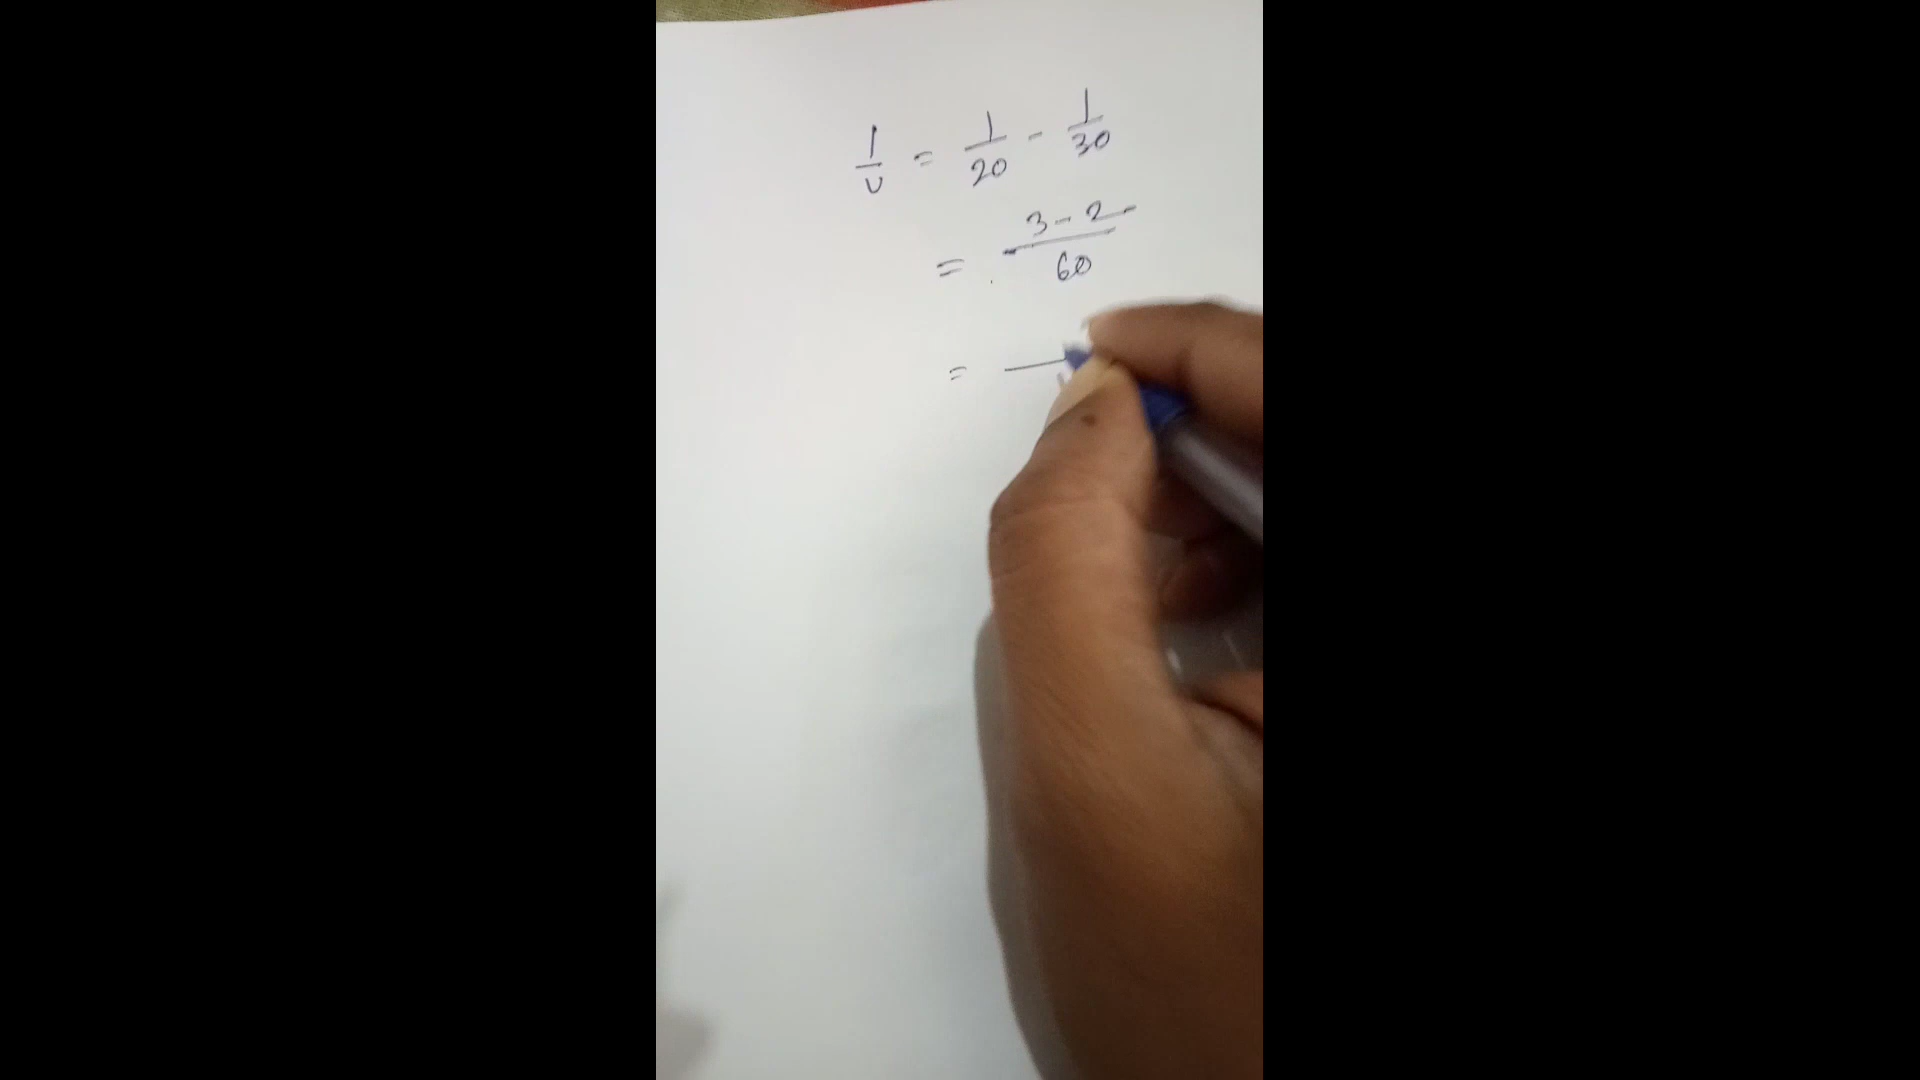 1/v = 1/20 - 1/30
= 3-2/60
=